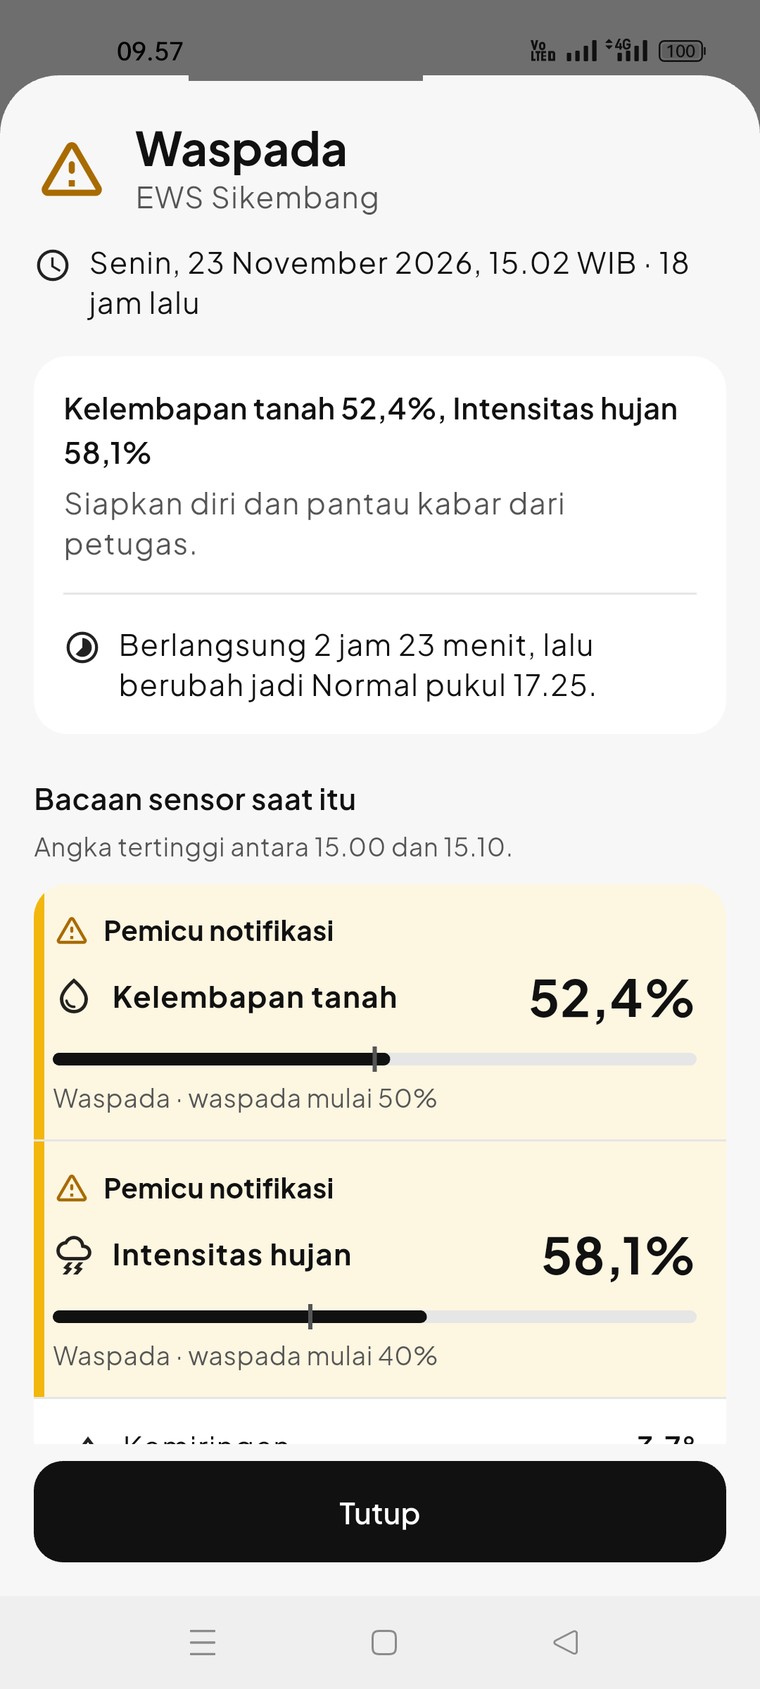 09.57
Vo LTE D 4G 100
Waspada
EWS Sikembang
Senin, 23 November 2026, 15.02 WIB · 18
jam lalu
Kelembapan tanah 52,4%, Intensitas hujan
58,1%
Siapkan diri dan pantau kabar dari
petugas.
Berlangsung 2 jam 23 menit, lalu
berubah jadi Normal pukul 17.25.
Bacaan sensor saat itu
Angka tertinggi antara 15.00 dan 15.10.
Pemicu notifikasi
Kelembapan tanah 52,4%
Waspada · waspada mulai 50%
Pemicu notifikasi
Intensitas hujan 58,1%
Waspada · waspada mulai 40%
Kemiringan
Tutup